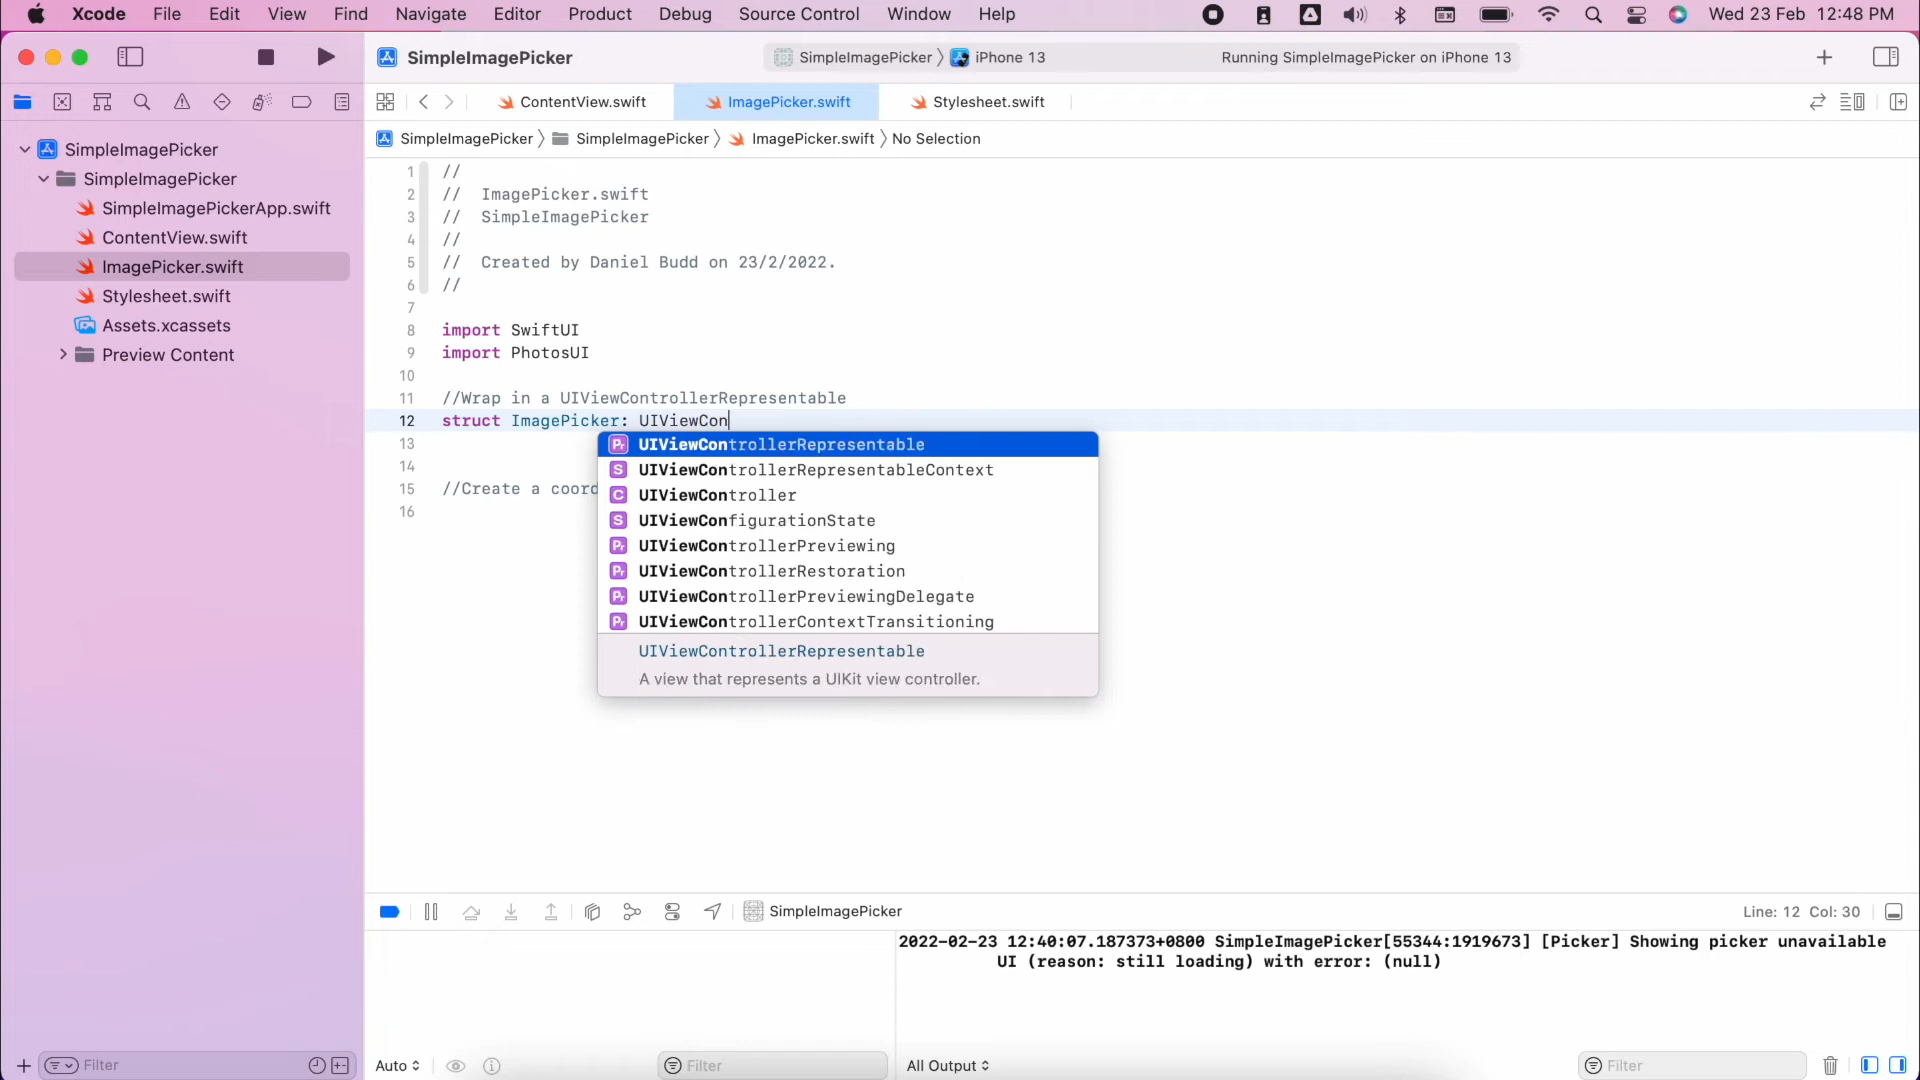 Xcode File Edit View Find Navigate Editor Product Debug Source Control Window Help Wed 23 Feb 12:48 PM
SimpleImagePicker SimpleImagePicker iPhone 13 Running SimpleImagePicker on iPhone 13
ContentView.swift ImagePicker.swift Stylesheet.swift
SimpleImagePicker SimpleImagePicker ImagePicker.swift No Selection
SimpleImagePicker
SimpleImagePicker
SimpleImagePickerApp.swift
ContentView.swift
ImagePicker.swift
Stylesheet.swift
Assets.xcassets
Preview Content
1 //
2 //  ImagePicker.swift
3 //  SimpleImagePicker
4 //
5 //  Created by Daniel Budd on 23/2/2022.
6 //
7
8 import SwiftUI
9 import PhotosUI
10
11 //Wrap in a UIViewControllerRepresentable
12 struct ImagePicker: UIViewCon
13
14
15 //Create a coord
16
Pr UIViewControllerRepresentable
S UIViewControllerRepresentableContext
C UIViewController
S UIViewConfigurationState
Pr UIViewControllerPreviewing
Pr UIViewControllerRestoration
Pr UIViewControllerPreviewingDelegate
Pr UIViewControllerContextTransitioning
UIViewControllerRepresentable
A view that represents a UIKit view controller.
SimpleImagePicker Line: 12 Col: 30
2022-02-23 12:40:07.187373+0800 SimpleImagePicker[55344:1919673] [Picker] Showing picker unavailable
UI (reason: still loading) with error: (null)
Filter Auto Filter All Output Filter